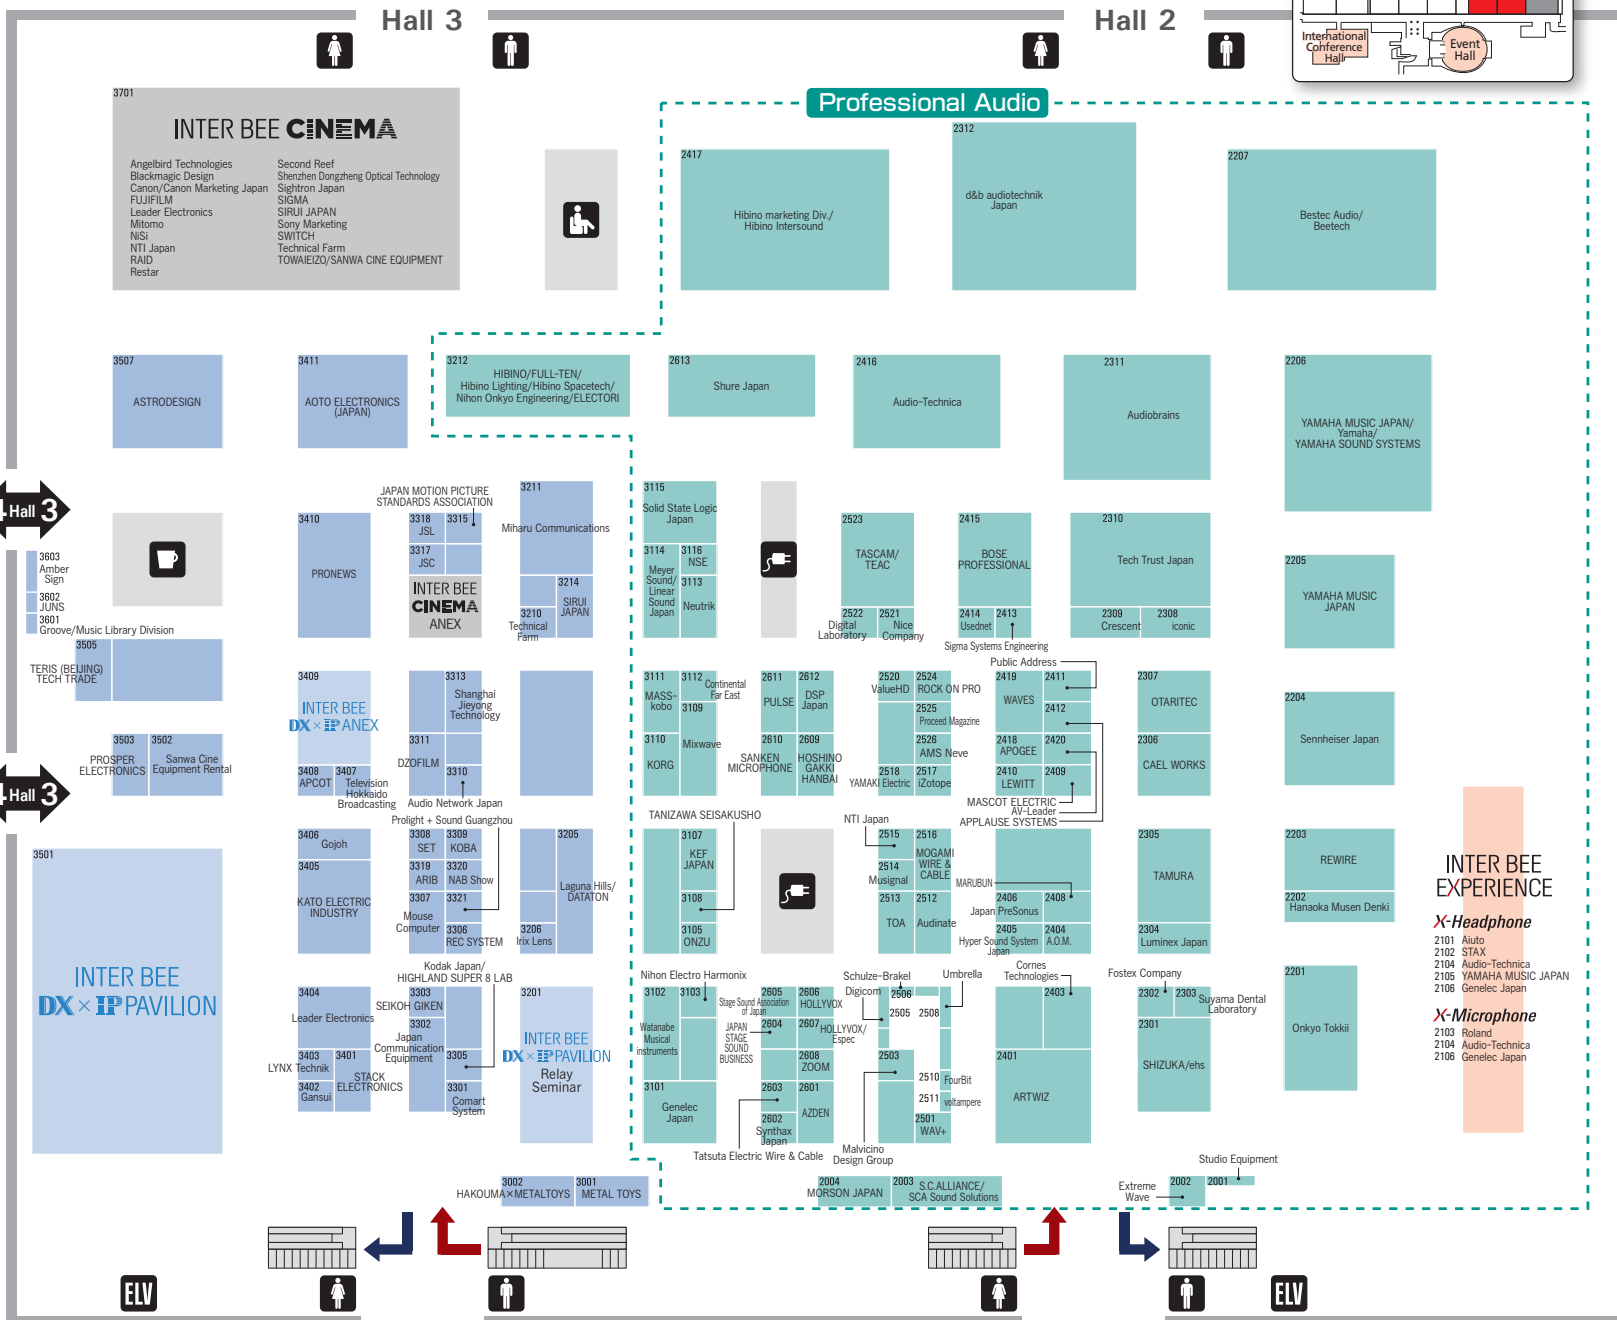 Hall 3
Hall 2
International
Conference
Hall
Event
Hall
Professional Audio
3701
INTER BEE CINEMA
Angelbird Technologies
Blackmagic Design
Canon/Canon Marketing Japan
FUJIFILM
Leader Electronics
Mitomo
NiSi
NTI Japan
RAID
Restar
Second Reef
Shenzhen Dongzheng Optical Technology
Sightron Japan
SIGMA
SIRUI JAPAN
Sony Marketing
SWITCH
Technical Farm
TOWAIEIZO/SANWA CINE EQUIPMENT
2417
Hibino marketing Div./
Hibino Intersound
2312
d&b audiotechnik
Japan
2207
Bestec Audio/
Beetech
3507
ASTRODESIGN
3411
AOTO ELECTRONICS
(JAPAN)
3212
HIBINO/FULL-TEN/
Hibino Lighting/Hibino Spacetech/
Nihon Onkyo Engineering/ELECTORI
2613
Shure Japan
2416
Audio-Technica
2311
Audiobrains
2206
YAMAHA MUSIC JAPAN/
Yamaha/
YAMAHA SOUND SYSTEMS
Hall 3
3603
Amber
Sign
3602
JUNS
3601
Groove/Music Library Division
3410
PRONEWS
JAPAN MOTION PICTURE
STANDARDS ASSOCIATION
3318
JSL
3315
3317
JSC
INTER BEE
CINEMA
ANEX
3211
Miharu Communications
3214
SIRUI
JAPAN
3210
Technical
Farm
3115
Solid State Logic
Japan
3114
Meyer
Sound/
Linear
Sound
Japan
3116
NSE
3113
Neutrik
2523
TASCAM/
TEAC
2522
Digital
Laboratory
2521
Nice
Company
2415
BOSE
PROFESSIONAL
2414
Usednet
2413
Sigma Systems Engineering
2310
Tech Trust Japan
2309
Crescent
2308
iconic
2205
YAMAHA MUSIC
JAPAN
3505
TERIS (BEIJING)
TECH TRADE
3503
PROSPER
ELECTRONICS
3502
Sanwa Cine
Equipment Rental
Hall 3
3409
INTER BEE
DX×IP ANEX
3408
APCOT
3407
Television
Hokkaido
Broadcasting
3313
Shanghai
Jieyong
Technology
3311
DZOFILM
3310
Audio Network Japan
3111
MASS-
kobo
3112
Continental
Far East
3109
Mixwave
3110
KORG
2611
PULSE
2612
DSP
Japan
2610
SANKEN
MICROPHONE
2609
HOSHINO
GAKKI
HANBAI
2520
ValueHD
2524
ROCK ON PRO
2525
Proceed Magazine
2526
AMS Neve
2518
YAMAKI Electric
2517
iZotope
Public Address
2419
WAVES
2411
2412
2418
APOGEE
2420
2410
LEWITT
2409
MASCOT ELECTRIC
AV-Leader
APPLAUSE SYSTEMS
2307
OTARITEC
2306
CAEL WORKS
2204
Sennheiser Japan
3501
INTER BEE
DX×IP PAVILION
3406
Gojoh
3405
KATO ELECTRIC
INDUSTRY
Prolight + Sound Guangzhou
3308
SET
3309
KOBA
3319
ARIB
3320
NAB Show
3307
Mouse
Computer
3321
3306
REC SYSTEM
3205
Laguna Hills/
DATATON
3206
Irix Lens
TANIZAWA SEISAKUSHO
3107
KEF
JAPAN
3108
3105
ONZU
NTI Japan
2515
2516
MOGAMI
WIRE &
CABLE
2514
Musignal
2513
TOA
2512
Audinate
MARUBUN
2406
Japan PreSonus
2408
2405
Hyper Sound System
Japan
2404
A.O.M.
2305
TAMURA
2304
Luminex Japan
2203
REWIRE
2202
Hanaoka Musen Denki
INTER BEE
EXPERIENCE
X-Headphone
2101 Aiuto
2102 STAX
2104 Audio-Technica
2105 YAMAHA MUSIC JAPAN
2106 Genelec Japan
X-Microphone
2103 Roland
2104 Audio-Technica
2106 Genelec Japan
3404
Leader Electronics
3403
LYNX Technik
3401
STACK
ELECTRONICS
3402
Gansui
Kodak Japan/
HIGHLAND SUPER 8 LAB
3303
SEIKOH GIKEN
3302
Japan
Communication
Equipment
3305
3301
Comart
System
3201
INTER BEE
DX×IP PAVILION
Relay
Seminar
Nihon Electro Harmonix
3102
3103
Watanabe
Musical
instruments
3101
Genelec
Japan
2605
Stage Sound Association
of Japan
2606
HOLLYVOX
2604
JAPAN
STAGE
SOUND
BUSINESS
2607
HOLLYVOX/
Espec
2608
ZOOM
2603
2601
AZDEN
2602
Synthax
Japan
Tatsuta Electric Wire & Cable
Schulze-Brakel
Digicom
Umbrella
2506
2505
2508
2503
2510
FourBit
2511
voltampere
2501
WAV+
Malvicino
Design Group
Cornes
Technologies
2403
2401
ARTWIZ
Fostex Company
2302
2303
Suyama Dental
Laboratory
2301
SHIZUKA/ehs
2201
Onkyo Tokkii
3002
HAKOUMA×METALTOYS
3001
METAL TOYS
2004
MORSON JAPAN
2003
S.C.ALLIANCE/
SCA Sound Solutions
Studio Equipment
Extreme
Wave
2002
2001
ELV
ELV